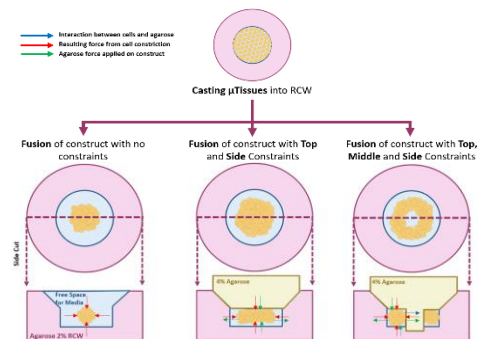 Interaction between cells and agarose
Resulting force from cell constriction
Agarose force applied on construct
Casting μTissues into RCW
Fusion of construct with no
constraints
Fusion of construct with Top
and Side Constraints
Fusion of construct with Top,
Middle and Side Constraints
Side Cut
Free Space
for Media
Agarose 2% RCW
4% Agarose
4% Agarose